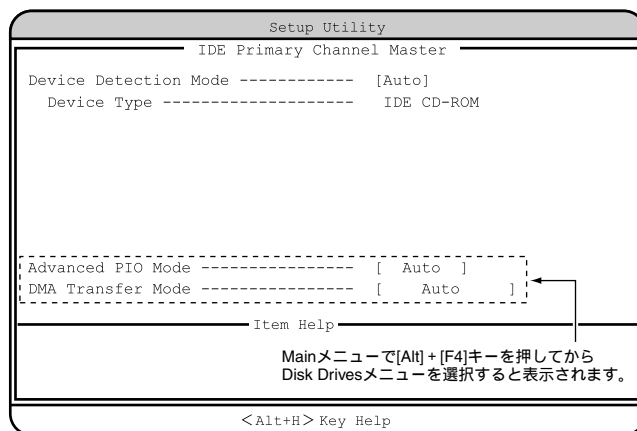 Setup Utility
IDE Primary Channel Master
Device Detection Mode ------------ [Auto]
Device Type -------------------- IDE CD-ROM
Advanced PIO Mode ---------------- [ Auto ]
DMA Transfer Mode ---------------- [ Auto ]
Item Help
Mainメニューで[Alt]+[F4]キーを押してから
Disk Drivesメニューを選択すると表示されます。
<Alt+H> Key Help